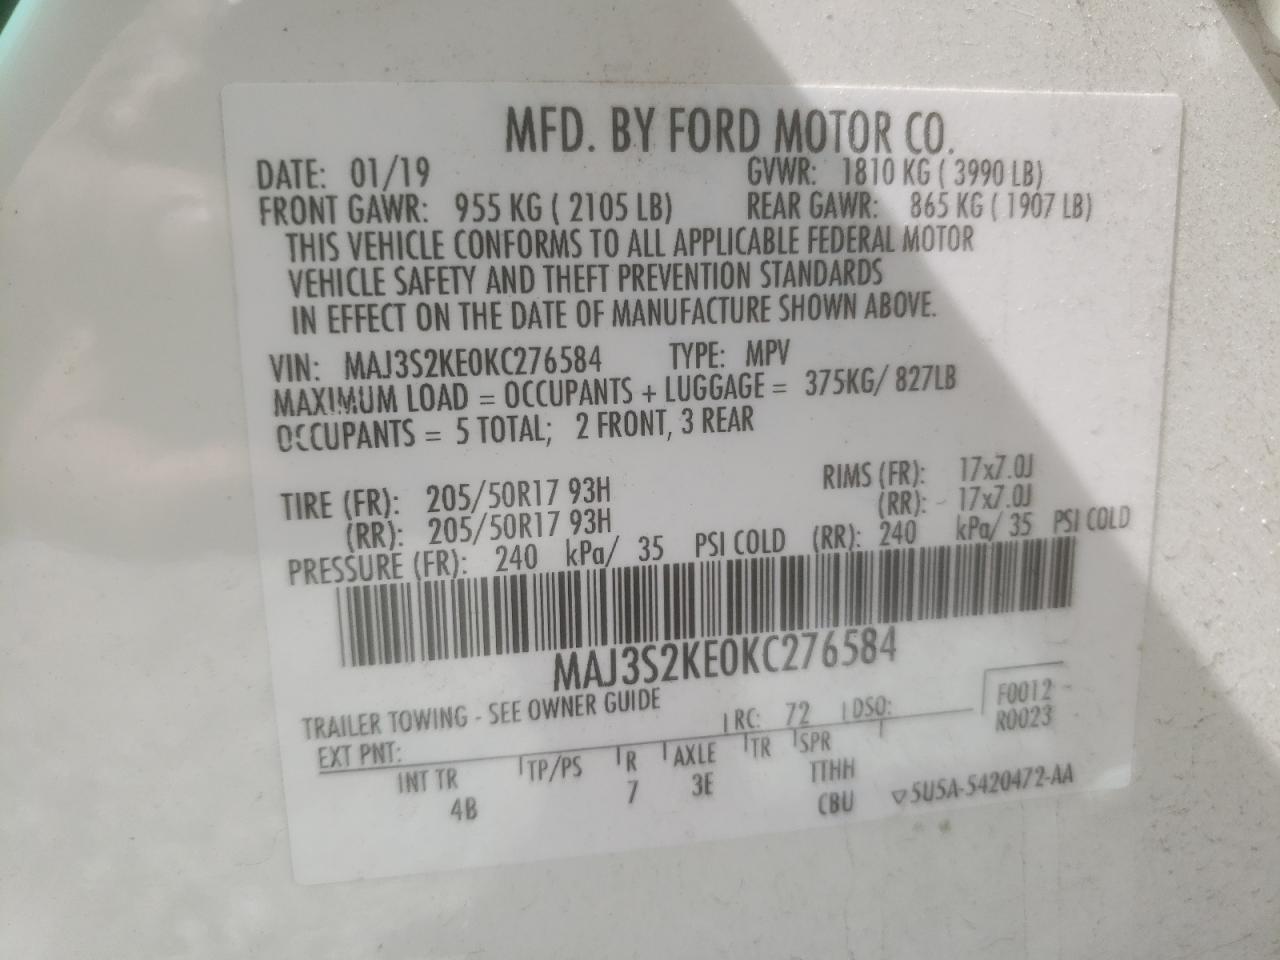 MFD. BY FORD MOTOR CO.
DATE: 01/19 GVWR: 1810 KG ( 3990 LB)
FRONT GAWR: 955 KG ( 2105 LB) REAR GAWR: 865 KG ( 1907 LB)
THIS VEHICLE CONFORMS TO ALL APPLICABLE FEDERAL MOTOR
VEHICLE SAFETY AND THEFT PREVENTION STANDARDS
IN EFFECT ON THE DATE OF MANUFACTURE SHOWN ABOVE.
VIN: MAJ3S2KE0KC276584 TYPE: MPV
MAXIMUM LOAD = OCCUPANTS + LUGGAGE = 375KG/ 827LB
OCCUPANTS = 5 TOTAL; 2 FRONT, 3 REAR
TIRE (FR): 205/50R17 93H RIMS (FR): 17x7.0J
(RR): 205/50R17 93H (RR): 17x7.0J
PRESSURE (FR): 240 kPa/ 35 PSI COLD (RR): 240 kPa/ 35 PSI COLD
MAJ3S2KE0KC276584
TRAILER TOWING - SEE OWNER GUIDE
EXT PNT: RC: 72 DSO: F0012
R0023
INT TR TP/PS R AXLE TR SPR
4B 7 3E TTHH
CBU ▽5U5A-5420472-AA